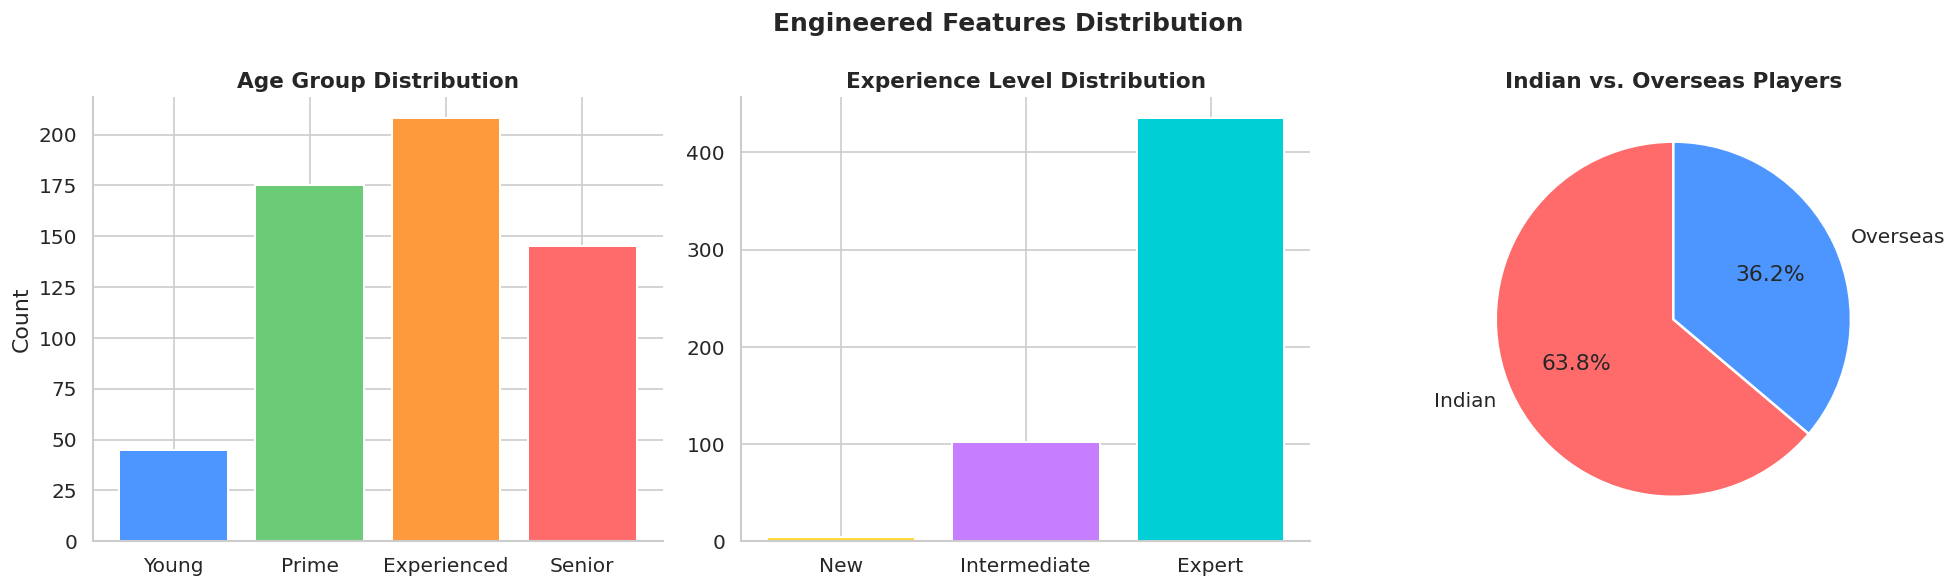 Engineered Features Distribution
Age Group Distribution
Count
200
175
150
125
100
75
50
25
0
Young Prime Experienced Senior
Experience Level Distribution
400
300
200
100
0
New Intermediate Expert
Indian vs. Overseas Players
Overseas
36.2%
63.8%
Indian